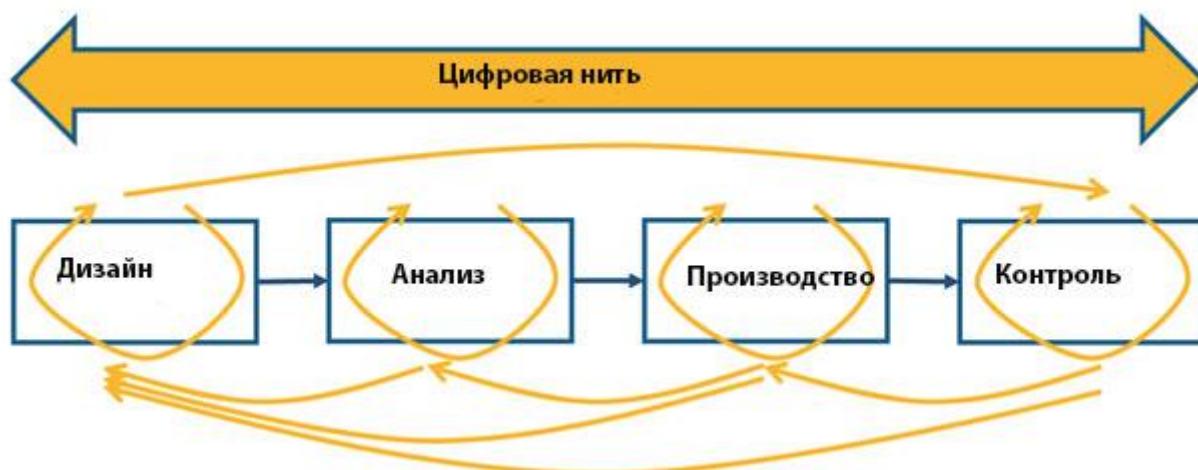 Цифровая нить
Дизайн
Анализ
Производство
Контроль